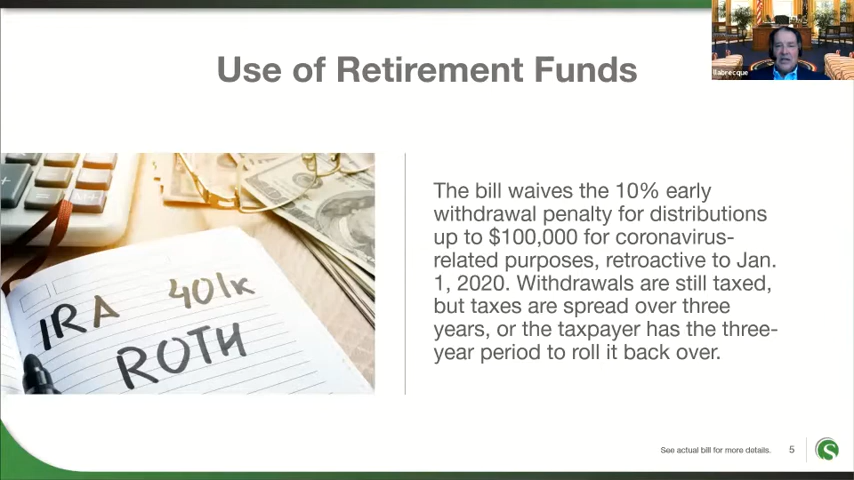 llabrecque
Use of Retirement Funds
IRA 401k
ROTH
The bill waives the 10% early
withdrawal penalty for distributions
up to $100,000 for coronavirus-
related purposes, retroactive to Jan.
1, 2020. Withdrawals are still taxed,
but taxes are spread over three
years, or the taxpayer has the three-
year period to roll it back over.
See actual bill for more details. 5
S